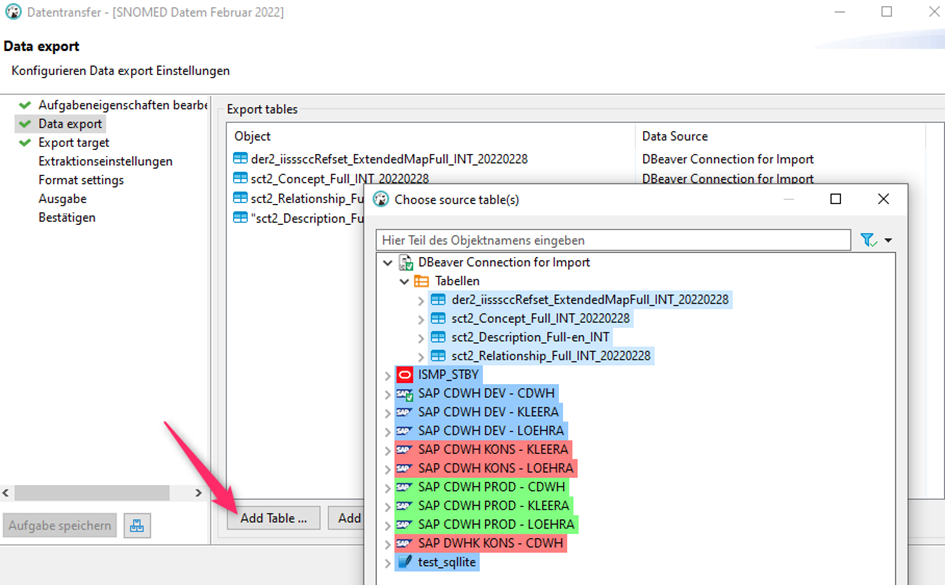 Datentransfer - [SNOMED Datem Februar 2022]
Data export
Konfigurieren Data export Einstellungen
Aufgabeneigenschaften bearbe
Data export
Export target
Extraktionseinstellungen
Format settings
Ausgabe
Bestätigen
Aufgabe speichern
Export tables
Object Data Source
der2_iisssccRefset_ExtendedMapFull_INT_20220228 DBeaver Connection for Import
sct2_Concept_Full_INT_20220228 DBeaver Connection for Import
sct2_Relationship_Fu
"sct2_Description_Fu
Add Table ... Add
Choose source table(s)
Hier Teil des Objektnamens eingeben
DBeaver Connection for Import
Tabellen
der2_iisssccRefset_ExtendedMapFull_INT_20220228
sct2_Concept_Full_INT_20220228
sct2_Description_Full-en_INT
sct2_Relationship_Full_INT_20220228
ISMP_STBY
SAP CDWH DEV - CDWH
SAP CDWH DEV - KLEERA
SAP CDWH DEV - LOEHRA
SAP CDWH KONS - KLEERA
SAP CDWH KONS - LOEHRA
SAP CDWH PROD - CDWH
SAP CDWH PROD - KLEERA
SAP CDWH PROD - LOEHRA
SAP DWHK KONS - CDWH
test_sqllite